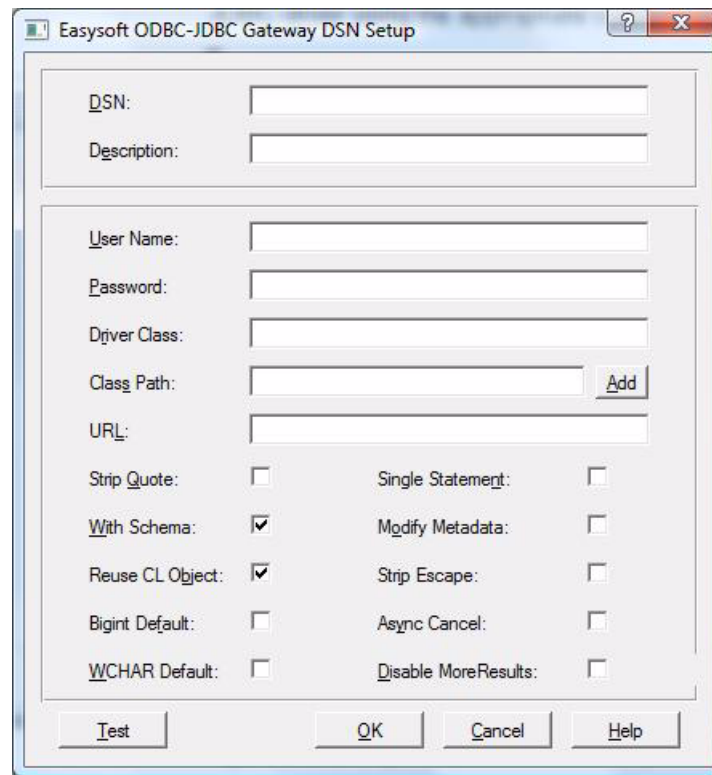 Easysoft ODBC-JDBC Gateway DSN Setup
DSN:
Description:
User Name:
Password:
Driver Class:
Class Path: Add
URL:
Strip Quote: Single Statement:
With Schema: Modify Metadata:
Reuse CL Object: Strip Escape:
Bigint Default: Async Cancel:
WCHAR Default: Disable MoreResults:
Test OK Cancel Help